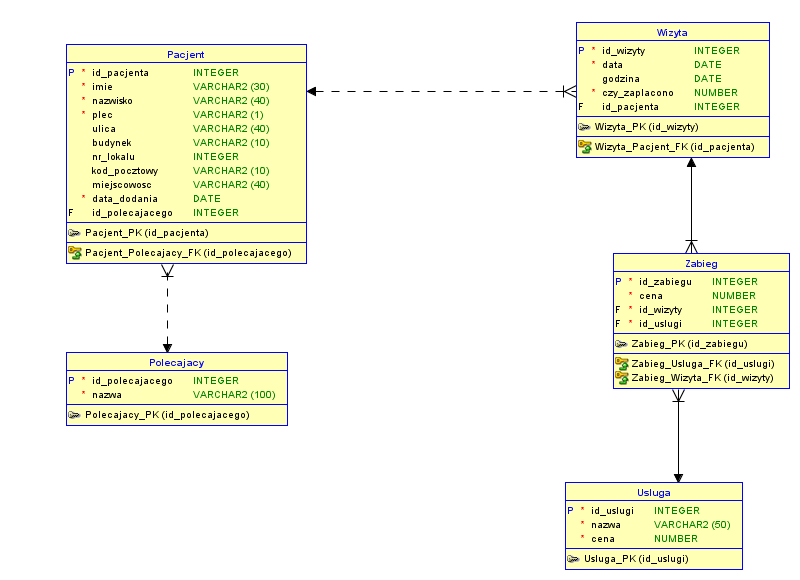 Pacjent
P * id_pacjenta INTEGER
* imie VARCHAR2 (30)
* nazwisko VARCHAR2 (40)
* plec VARCHAR2 (1)
ulica VARCHAR2 (40)
budynek VARCHAR2 (10)
nr_lokalu INTEGER
kod_pocztowy VARCHAR2 (10)
miejscowosc VARCHAR2 (40)
* data_dodania DATE
F id_polecajacego INTEGER
Pacjent_PK (id_pacjenta)
Pacjent_Polecajacy_FK (id_polecajacego)
Polecajacy
P * id_polecajacego INTEGER
* nazwa VARCHAR2 (100)
Polecajacy_PK (id_polecajacego)
Wizyta
P * id_wizyty INTEGER
* data DATE
godzina DATE
* czy_zaplacono NUMBER
F id_pacjenta INTEGER
Wizyta_PK (id_wizyty)
Wizyta_Pacjent_FK (id_pacjenta)
Zabieg
P * id_zabiegu INTEGER
* cena NUMBER
F * id_wizyty INTEGER
F * id_uslugi INTEGER
Zabieg_PK (id_zabiegu)
Zabieg_Usluga_FK (id_uslugi)
Zabieg_Wizyta_FK (id_wizyty)
Usluga
P * id_uslugi INTEGER
* nazwa VARCHAR2 (50)
* cena NUMBER
Usluga_PK (id_uslugi)